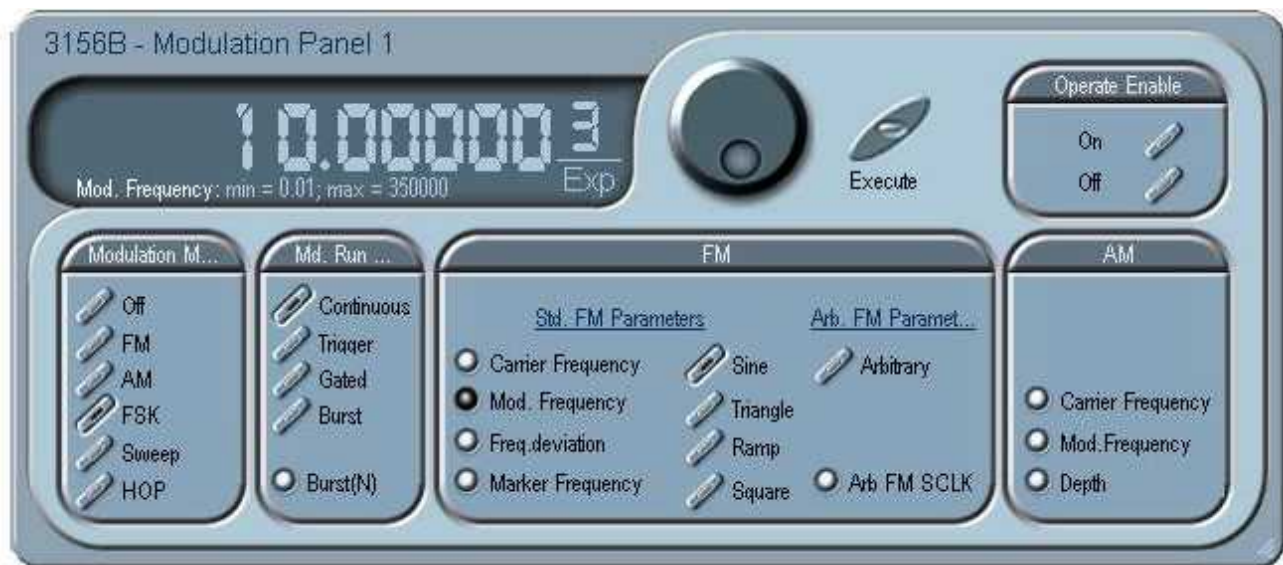 3156B - Modulation Panel 1
10.00000 3
Exp
Mod. Frequency: min = 0.01; max = 350000
Execute
Operate Enable
On
Off
Modulation M...
Off
FM
AM
FSK
Sweep
HOP
Md. Run ...
Continuous
Trigger
Gated
Burst
Burst(N)
FM
Std. FM Parameters
Carrier Frequency
Mod. Frequency
Freq.deviation
Marker Frequency
Sine
Triangle
Ramp
Square
Arb. FM Paramet...
Arbitrary
Arb FM SCLK
AM
Carrier Frequency
Mod.Frequency
Depth